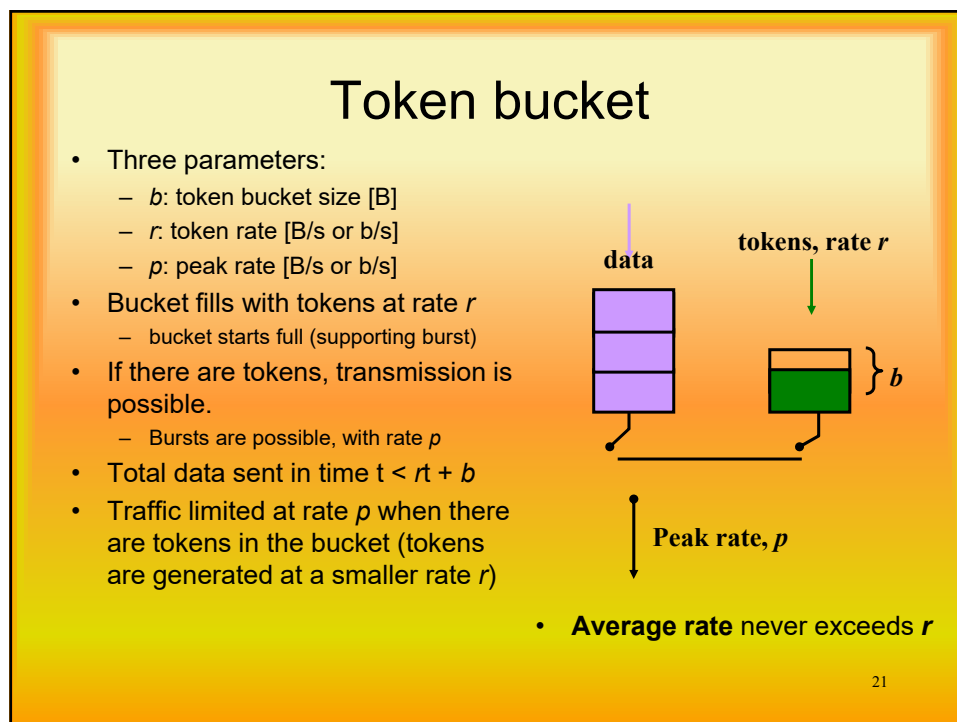 Token bucket
• Three parameters:
– b: token bucket size [B]
– r: token rate [B/s or b/s]
– p: peak rate [B/s or b/s]
• Bucket fills with tokens at rate r
– bucket starts full (supporting burst)
• If there are tokens, transmission is
possible.
– Bursts are possible, with rate p
• Total data sent in time t < rt + b
• Traffic limited at rate p when there
are tokens in the bucket (tokens
are generated at a smaller rate r)
data
tokens, rate r
b
Peak rate, p
• Average rate never exceeds r
21